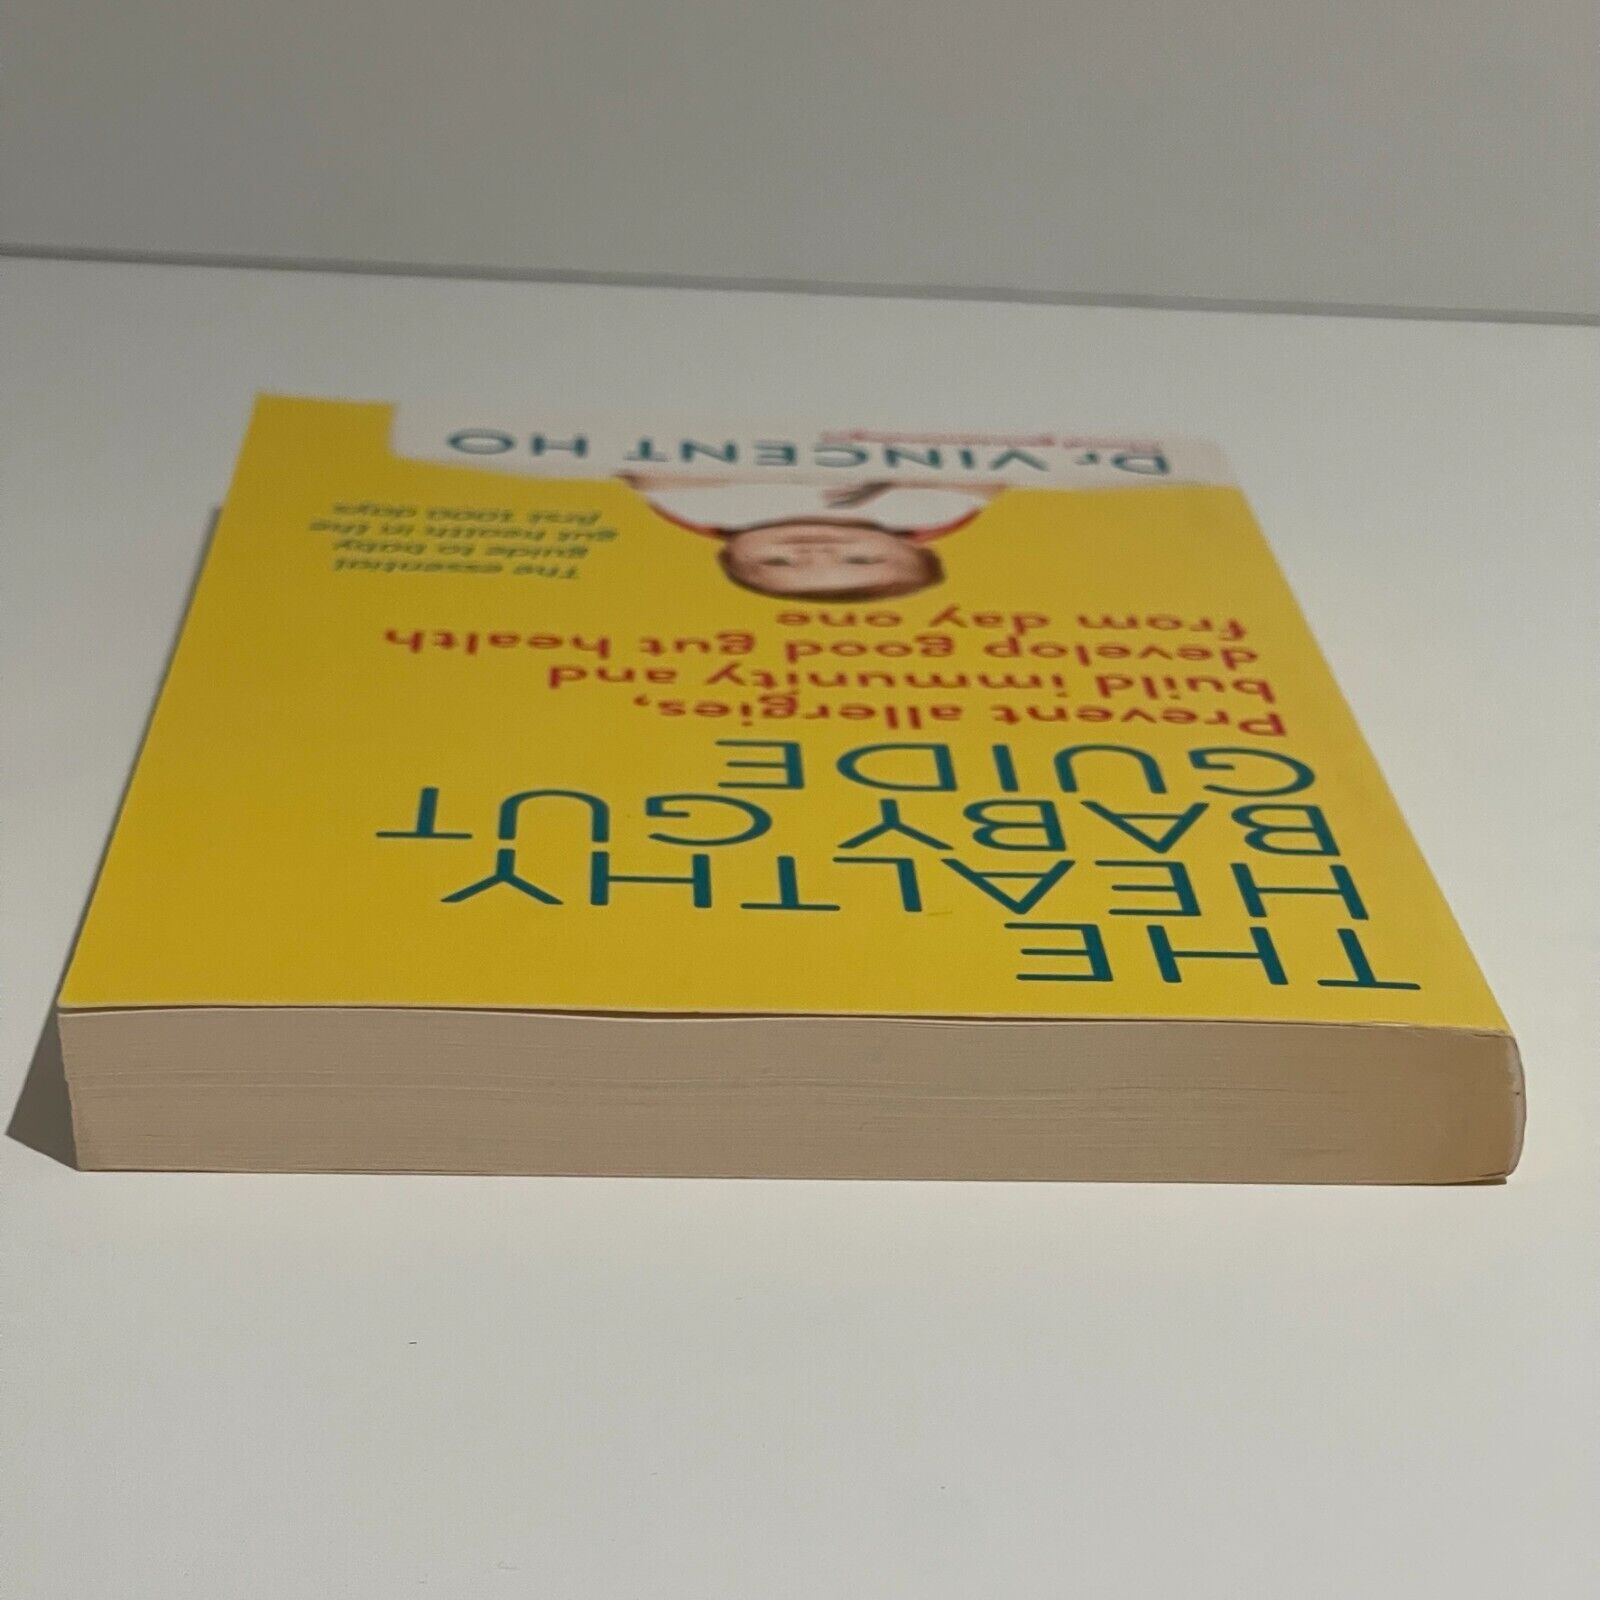 THE
HEALTHY
BABY GUT
GUIDE
Prevent allergies,
build immunity and
develop good gut health
from day one
The essential
guide to baby
gut health in the
first 1000 days
Dr VINCENT HO